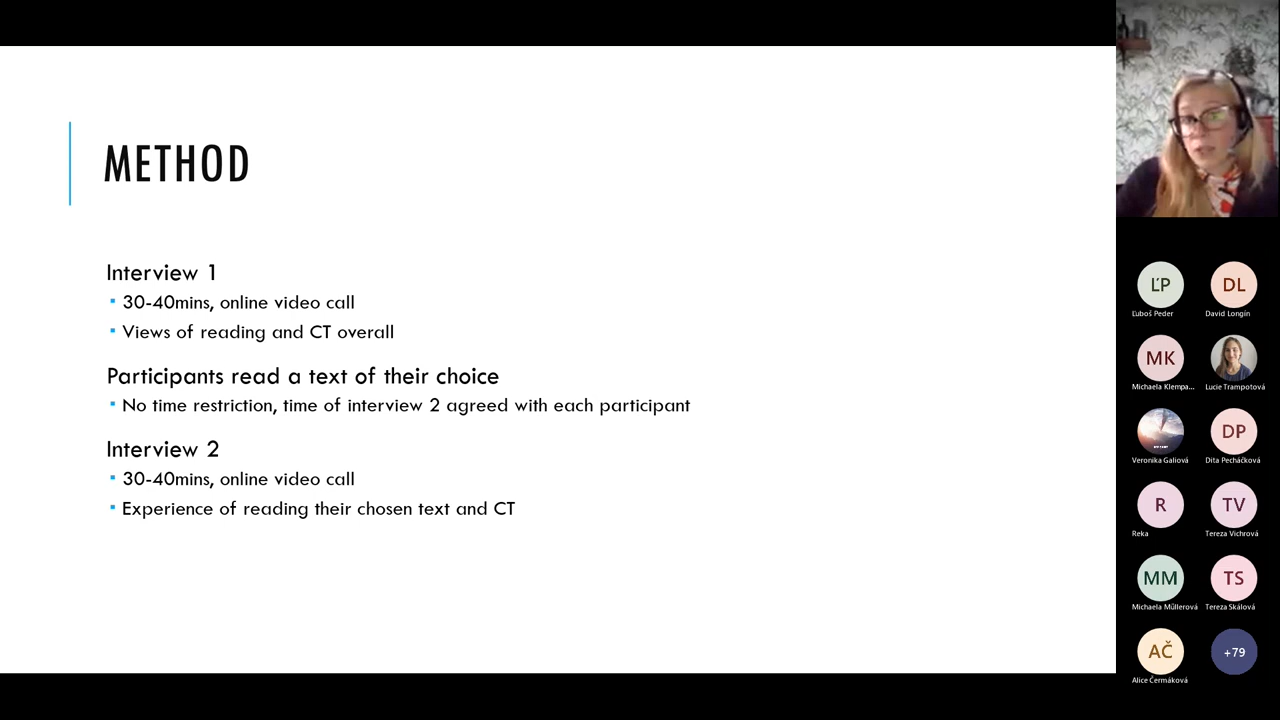 METHOD
Interview 1
30-40mins, online video call
Views of reading and CT overall
Participants read a text of their choice
No time restriction, time of interview 2 agreed with each participant
Interview 2
30-40mins, online video call
Experience of reading their chosen text and CT
ĽP
DL
Ľuboš Peder
David Longin
MK
Michaela Klempa...
Lucie Trampotová
DP
Veronika Galiová
Dita Pecháčková
R
TV
Reka
Tereza Vichrová
MM
TS
Michaela Müllerová
Tereza Skálová
AČ
+79
Alice Čermáková